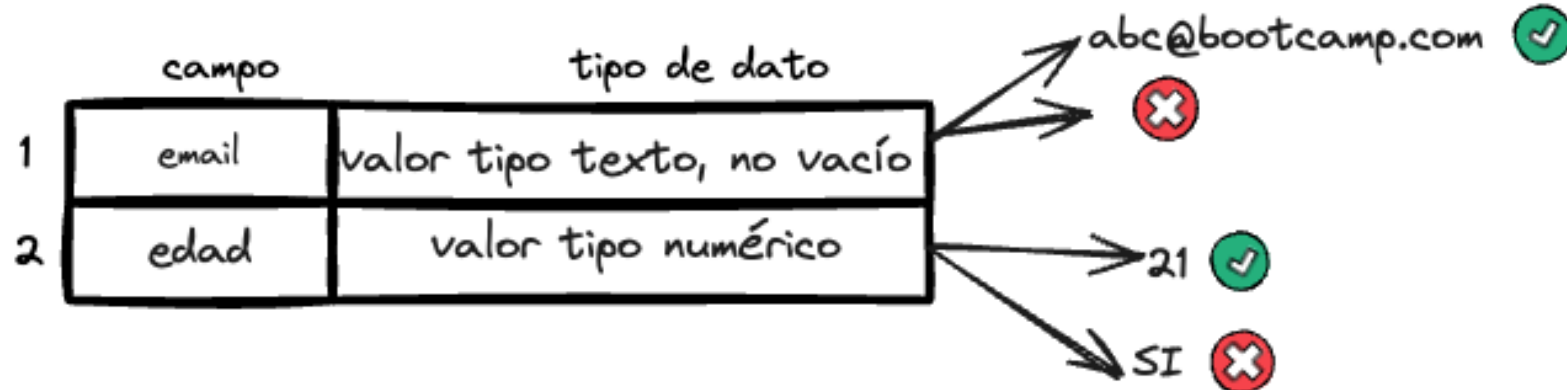 abc@bootcamp.com
campo tipo de dato
1 email valor tipo texto, no vacío
2 edad valor tipo numérico
21
SI